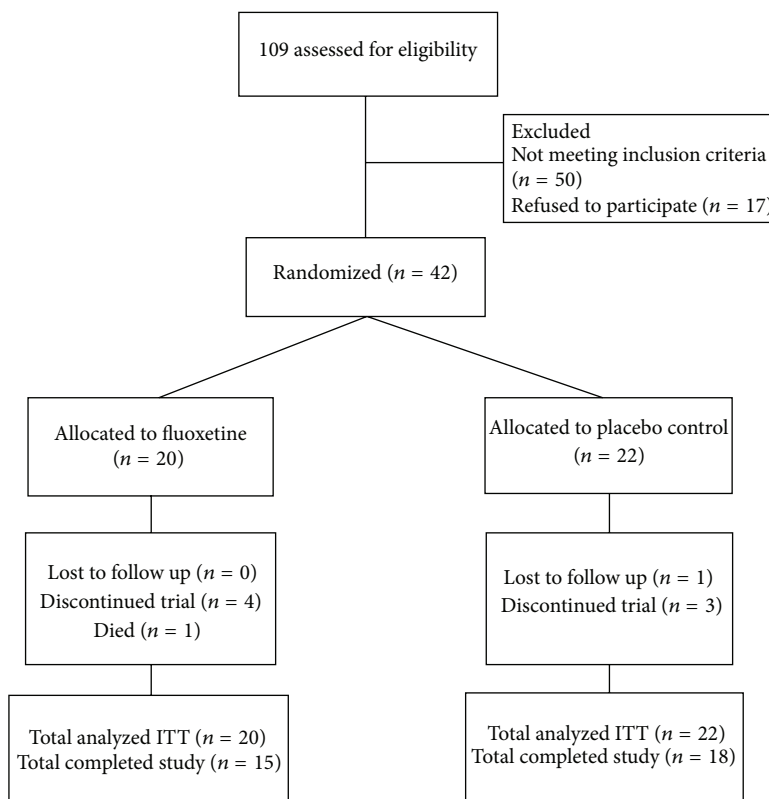 109 assessed for eligibility
Excluded
Not meeting inclusion criteria
(n = 50)
Refused to participate (n = 17)
Randomized (n = 42)
Allocated to fluoxetine
(n = 20)
Allocated to placebo control
(n = 22)
Lost to follow up (n = 0)
Discontinued trial (n = 4)
Died (n = 1)
Lost to follow up (n = 1)
Discontinued trial (n = 3)
Total analyzed ITT (n = 20)
Total completed study (n = 15)
Total analyzed ITT (n = 22)
Total completed study (n = 18)